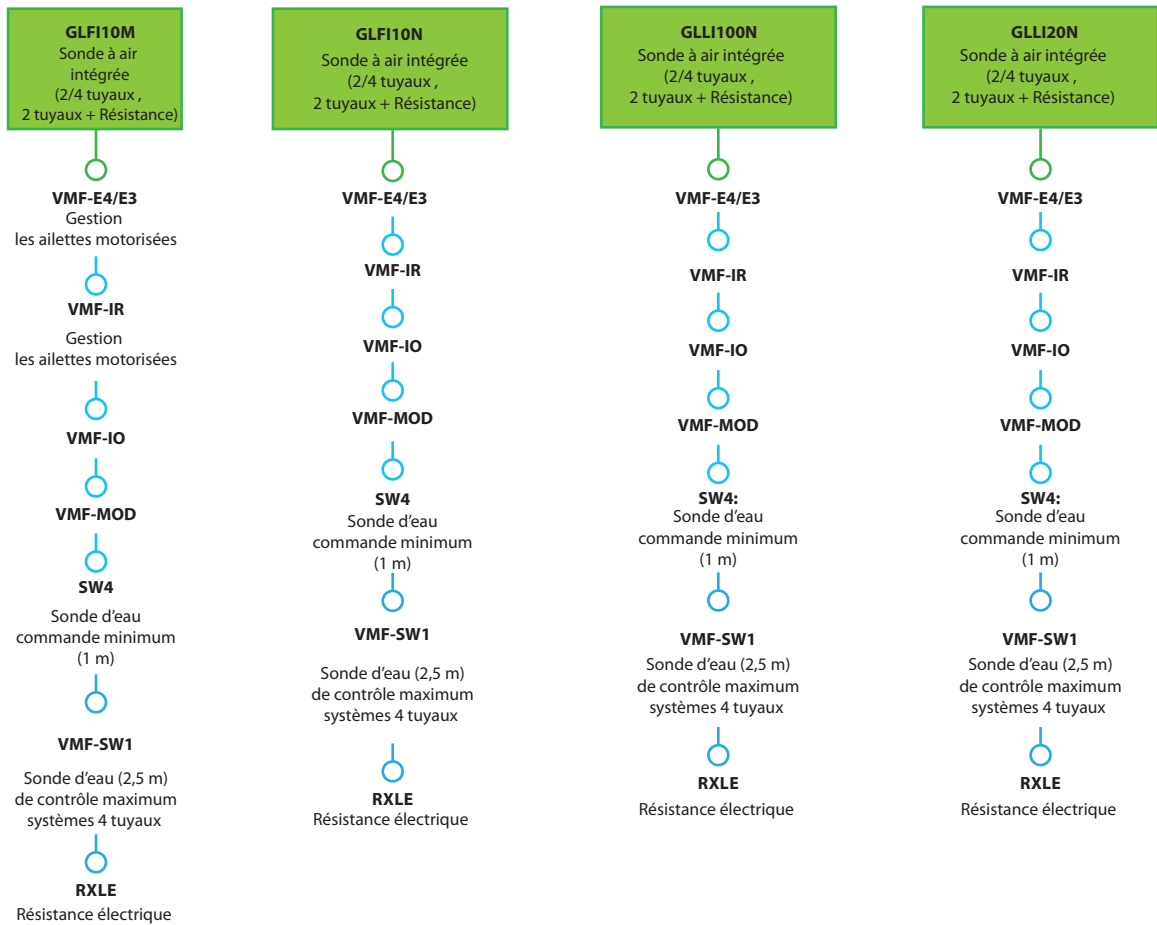 GLFI10M
Sonde à air
intégrée
(2/4 tuyaux ,
2 tuyaux + Résistance)
VMF-E4/E3
Gestion
les ailettes motorisées
VMF-IR
Gestion
les ailettes motorisées
VMF-IO
VMF-MOD
SW4
Sonde d'eau
commande minimum
(1 m)
VMF-SW1
Sonde d'eau (2,5 m)
de contrôle maximum
systèmes 4 tuyaux
RXLE
Résistance électrique
GLFI10N
Sonde à air intégrée
(2/4 tuyaux ,
2 tuyaux + Résistance)
VMF-E4/E3
VMF-IR
VMF-IO
VMF-MOD
SW4
Sonde d'eau
commande minimum
(1 m)
VMF-SW1
Sonde d'eau (2,5 m)
de contrôle maximum
systèmes 4 tuyaux
RXLE
Résistance électrique
GLLI100N
Sonde à air intégrée
(2/4 tuyaux ,
2 tuyaux + Résistance)
VMF-E4/E3
VMF-IR
VMF-IO
VMF-MOD
SW4:
Sonde d'eau
commande minimum
(1 m)
VMF-SW1
Sonde d'eau (2,5 m)
de contrôle maximum
systèmes 4 tuyaux
RXLE
Résistance électrique
GLLI20N
Sonde à air intégrée
(2/4 tuyaux ,
2 tuyaux + Résistance)
VMF-E4/E3
VMF-IR
VMF-IO
VMF-MOD
SW4:
Sonde d'eau
commande minimum
(1 m)
VMF-SW1
Sonde d'eau (2,5 m)
de contrôle maximum
systèmes 4 tuyaux
RXLE
Résistance électrique